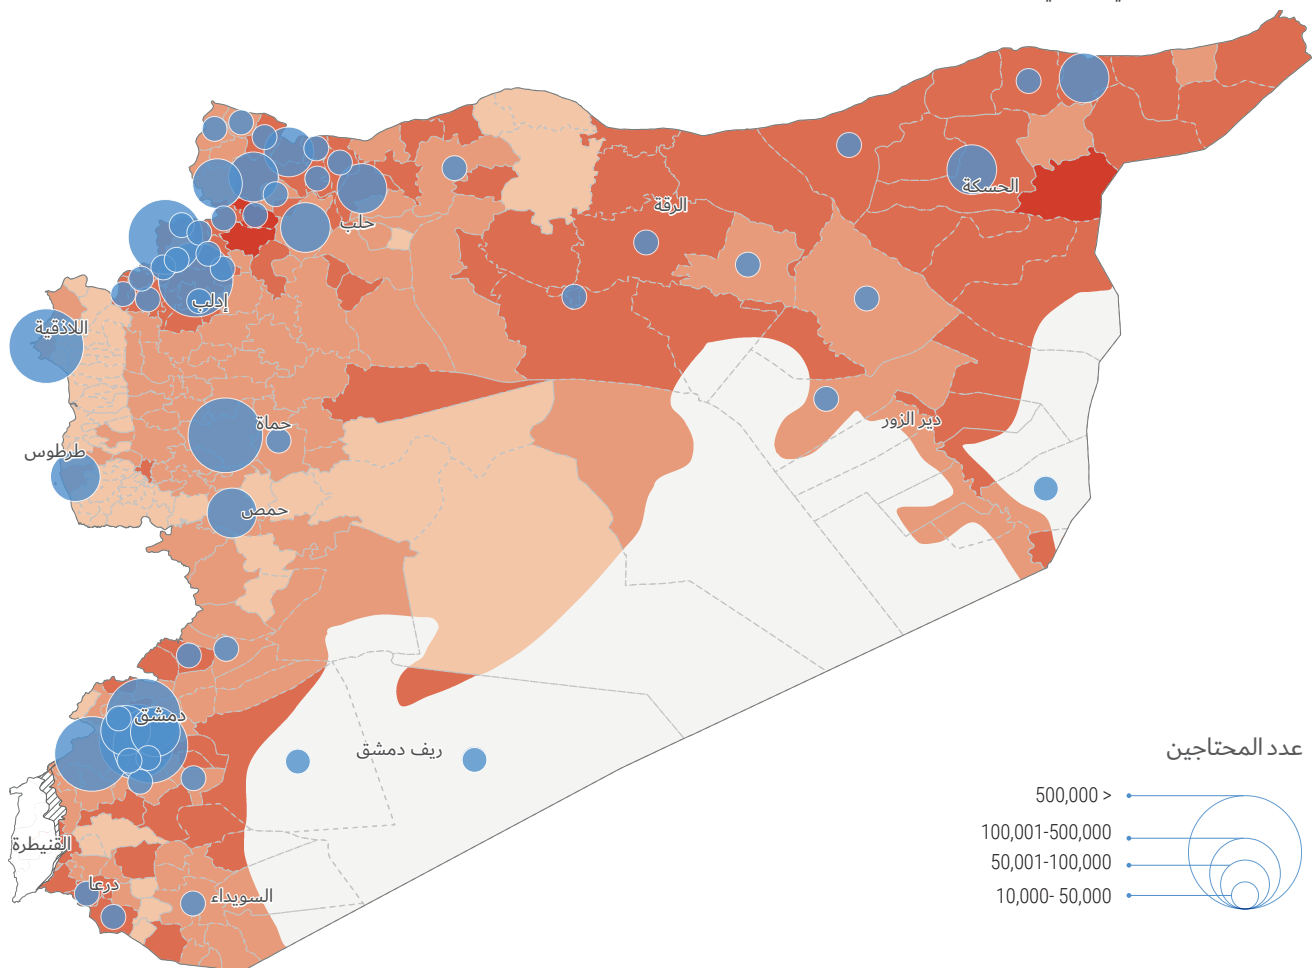 الحسكة
الرقة
حلب
إدلب
اللاذقية
حماة
دير الزور
طرطوس
حمص
دمشق
ريف دمشق
القنيطرة
درعا
السويداء
عدد المحتاجين
500,000 >
100,001-500,000
50,001-100,000
10,000- 50,000